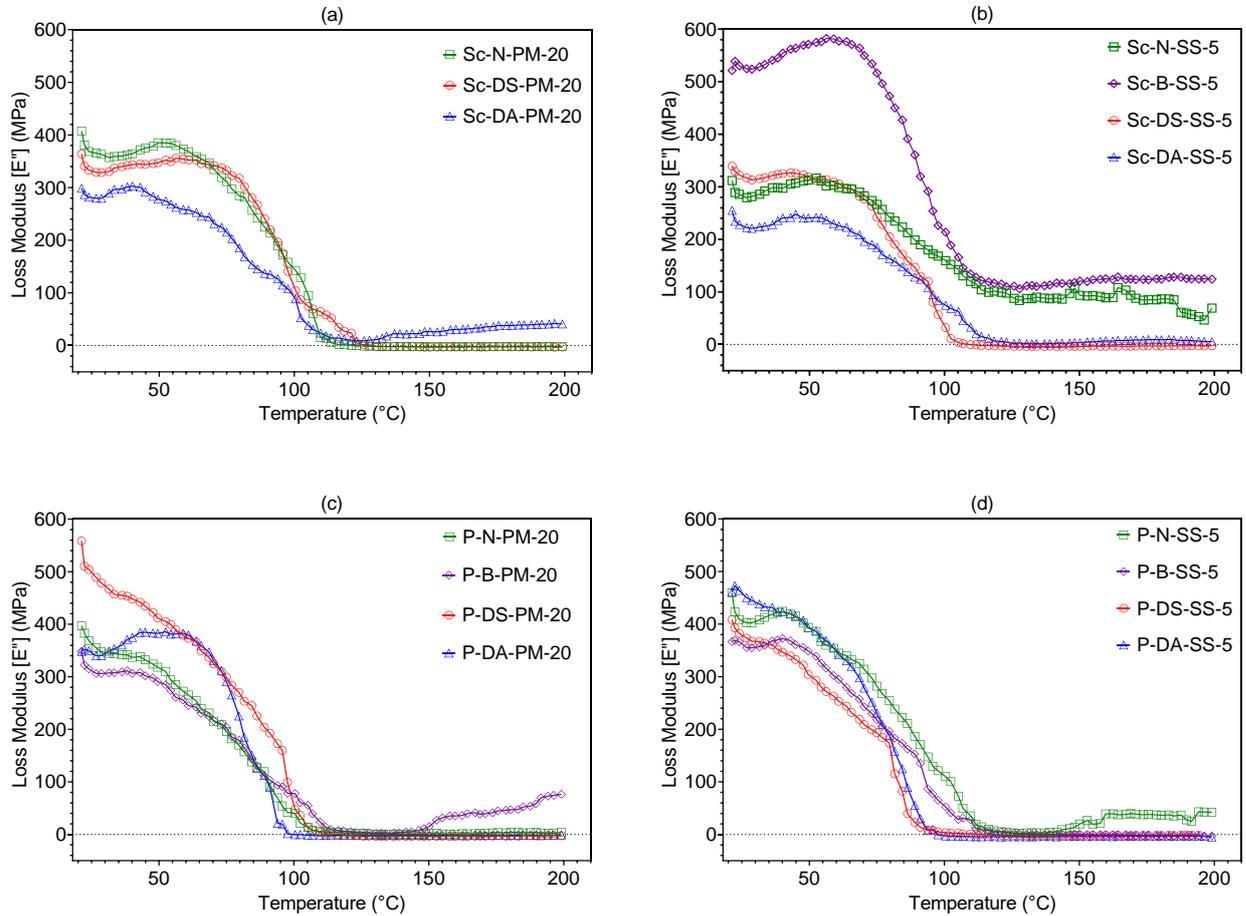 (a)
600
500
400
300
200
100
0
Loss Modulus [E"] (MPa)
Sc-N-PM-20
Sc-DS-PM-20
Sc-DA-PM-20
50 100 150 200
Temperature (°C)
(b)
600
500
400
300
200
100
0
Loss Modulus [E"] (MPa)
Sc-N-SS-5
Sc-B-SS-5
Sc-DS-SS-5
Sc-DA-SS-5
50 100 150 200
Temperature (°C)
(c)
600
500
400
300
200
100
0
Loss Modulus [E"] (MPa)
P-N-PM-20
P-B-PM-20
P-DS-PM-20
P-DA-PM-20
50 100 150 200
Temperature (°C)
(d)
600
500
400
300
200
100
0
Loss Modulus [E"] (MPa)
P-N-SS-5
P-B-SS-5
P-DS-SS-5
P-DA-SS-5
50 100 150 200
Temperature (°C)